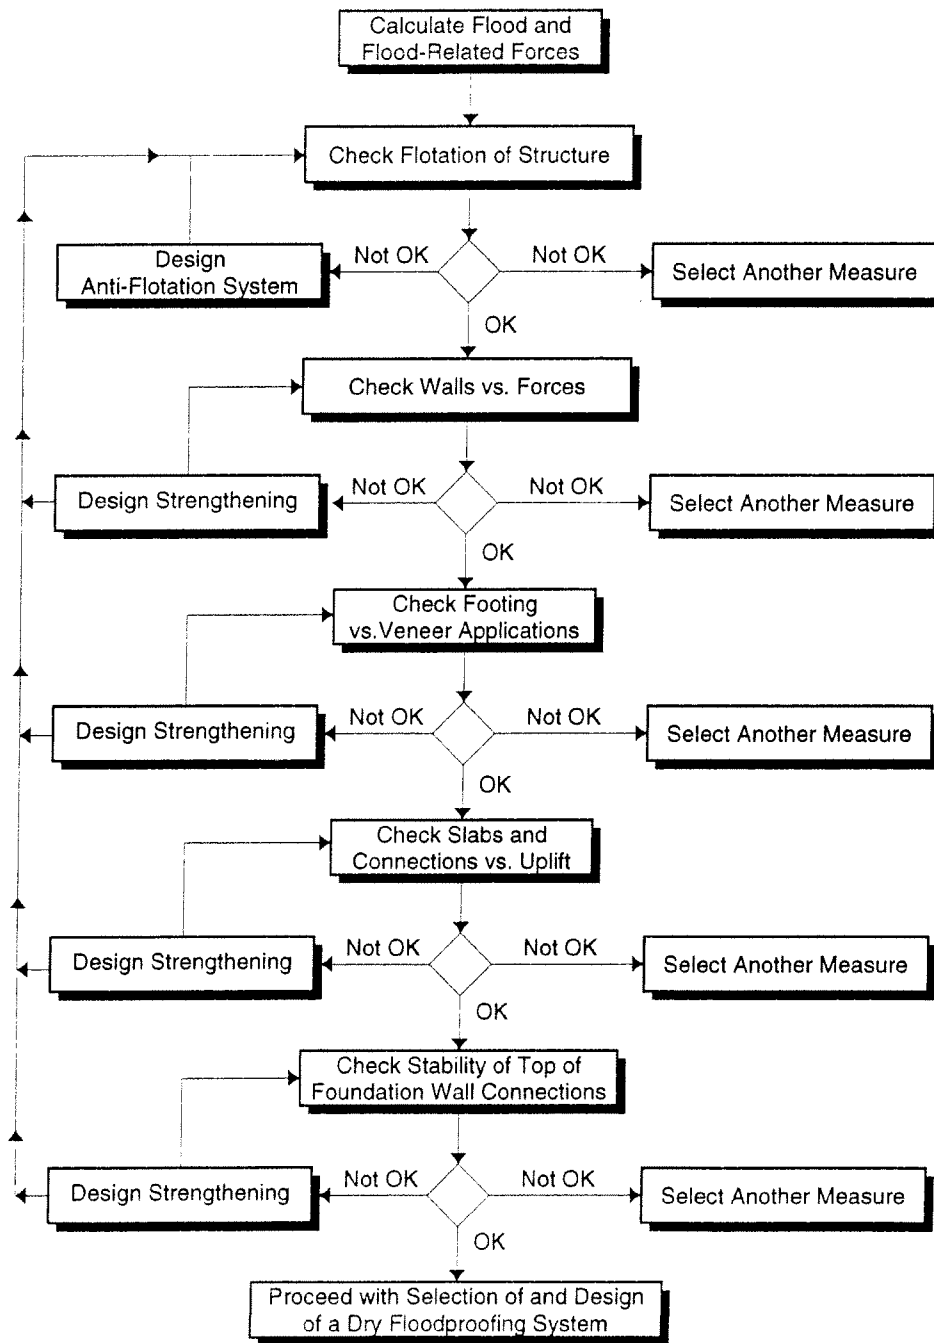 Calculate Flood and
Flood-Related Forces
Check Flotation of Structure
Design
Anti-Flotation System
Not OK
Not OK
Select Another Measure
OK
Check Walls vs. Forces
Design Strengthening
Not OK
Not OK
Select Another Measure
OK
Check Footing
vs.Veneer Applications
Design Strengthening
Not OK
Not OK
Select Another Measure
OK
Check Slabs and
Connections vs. Uplift
Design Strengthening
Not OK
Not OK
Select Another Measure
OK
Check Stability of Top of
Foundation Wall Connections
Design Strengthening
Not OK
Not OK
Select Another Measure
OK
Proceed with Selection of and Design
of a Dry Floodproofing System